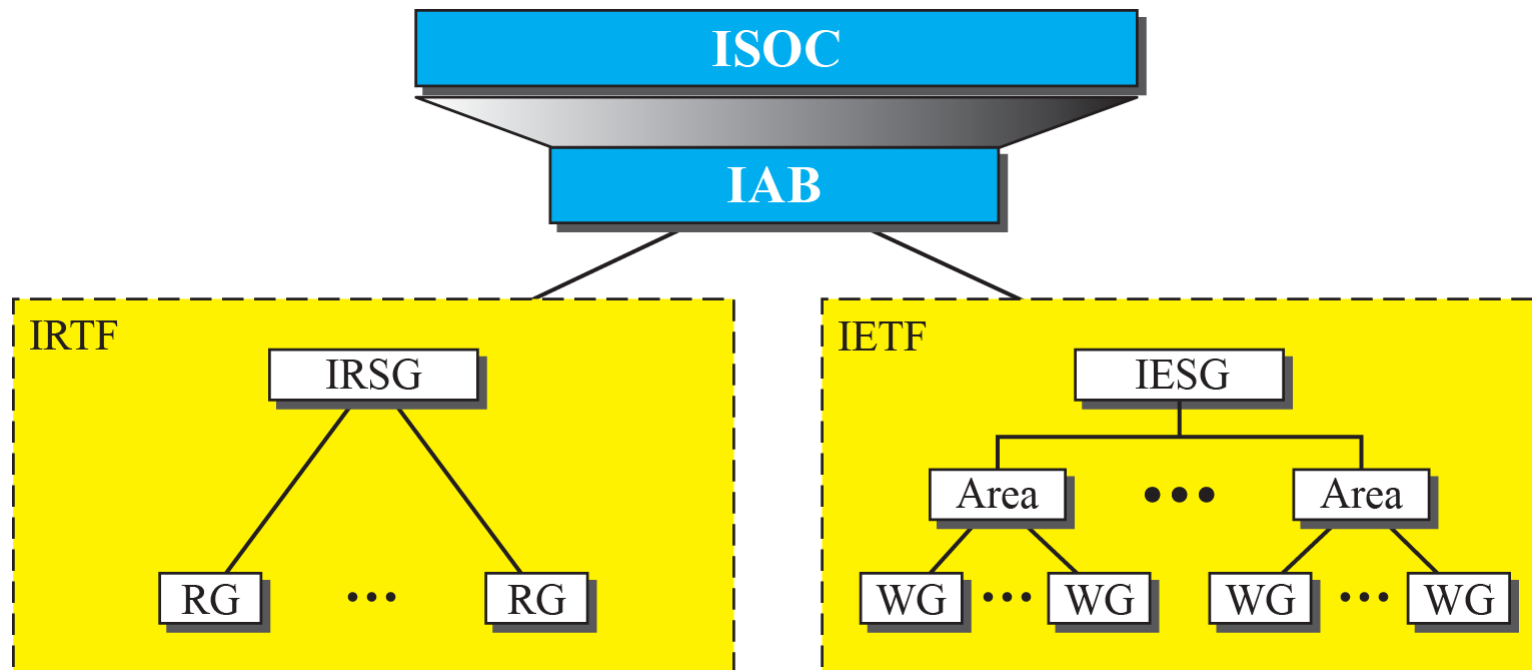 ISOC
IAB
IRTF
IRSG
RG ... RG
IETF
IESG
Area ... Area
WG ... WG WG ... WG